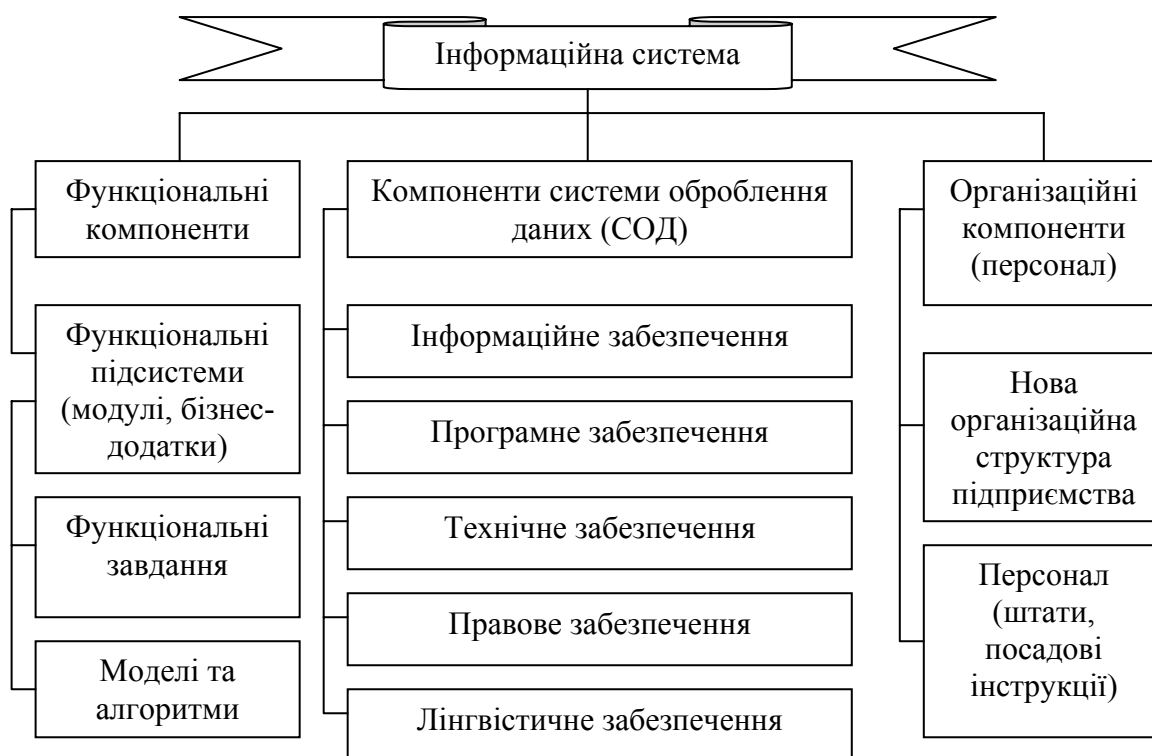 Інформаційна система
Функціональні
компоненти
Функціональні
підсистеми
(модулі, бізнес-
додатки)
Функціональні
завдання
Моделі та
алгоритми
Компоненти системи оброблення
даних (СОД)
Інформаційне забезпечення
Програмне забезпечення
Технічне забезпечення
Правове забезпечення
Лінгвістичне забезпечення
Організаційні
компоненти
(персонал)
Нова
організаційна
структура
підприємства
Персонал
(штати,
посадові
інструкції)